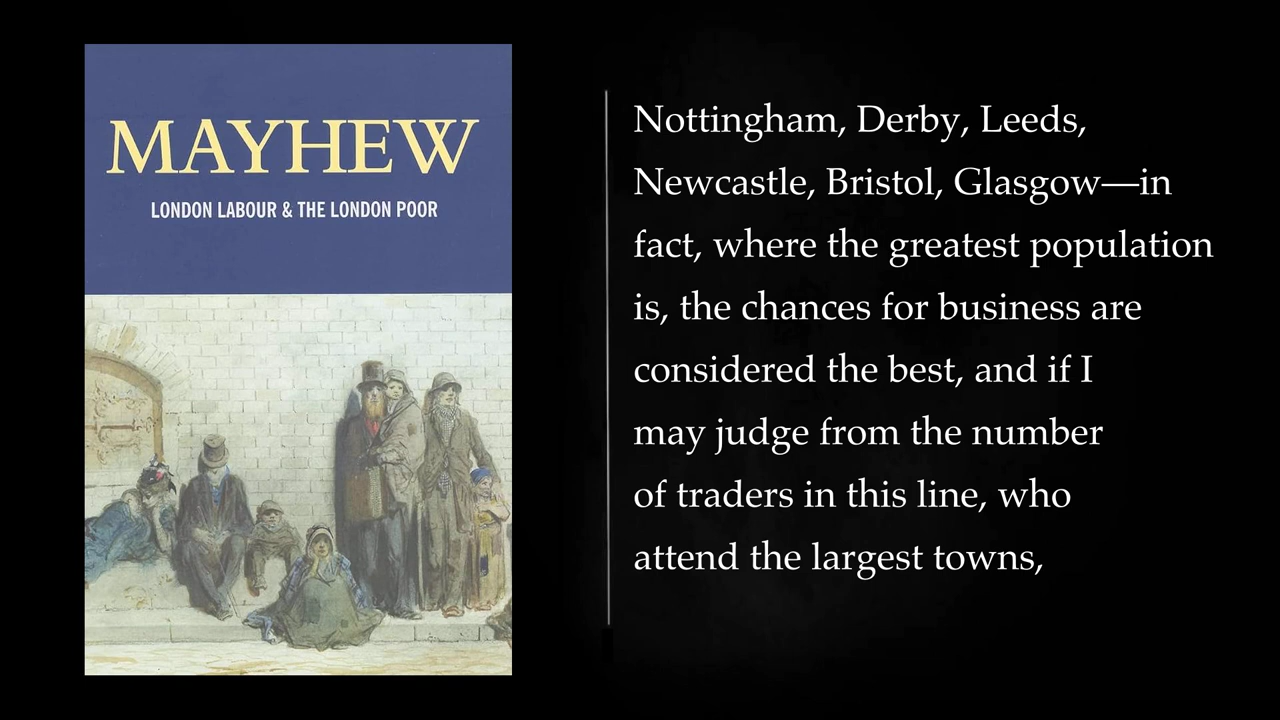 MAYHEW
LONDON LABOUR & THE LONDON POOR
Nottingham, Derby, Leeds,
Newcastle, Bristol, Glasgow—in
fact, where the greatest population
is, the chances for business are
considered the best, and if I
may judge from the number
of traders in this line, who
attend the largest towns,